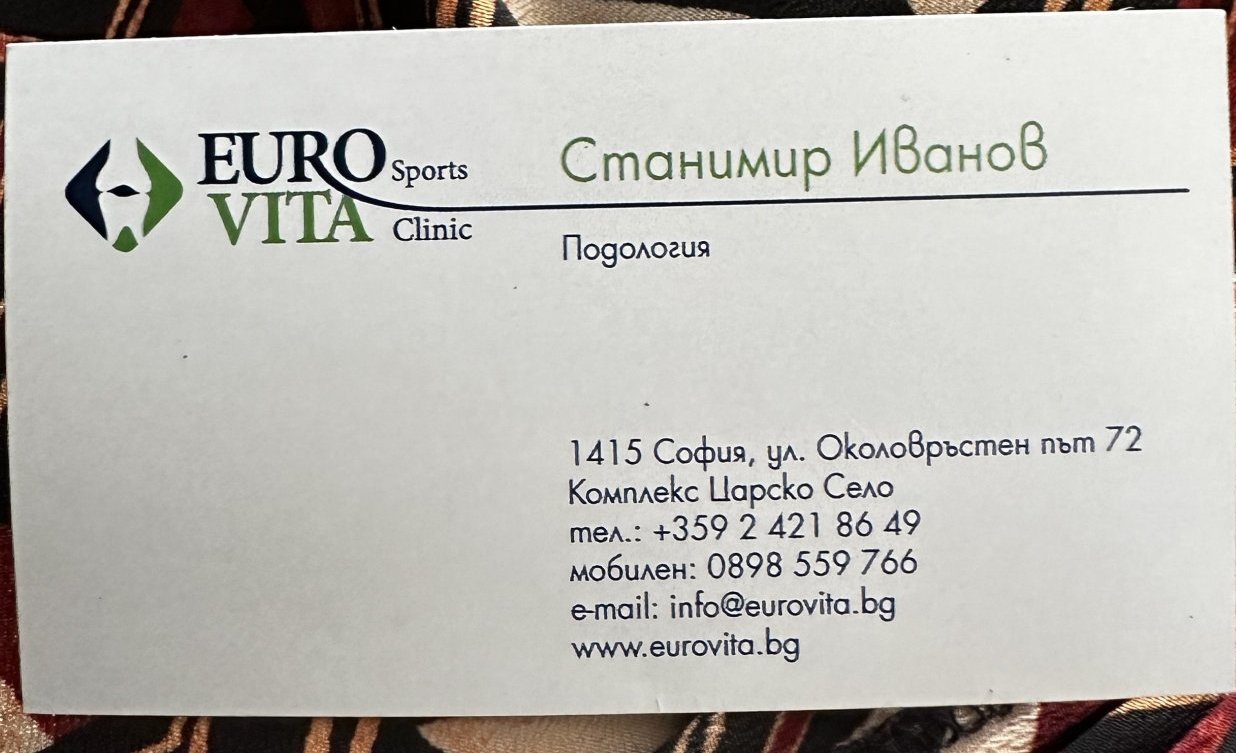 EURO Sports
VITA Clinic
Станимир Иванов
Подология
1415 София, ул. Околовръстен път 72
Комплекс Царско Село
тел.: +359 2 421 86 49
мобилен: 0898 559 766
e-mail: info@eurovita.bg
www.eurovita.bg